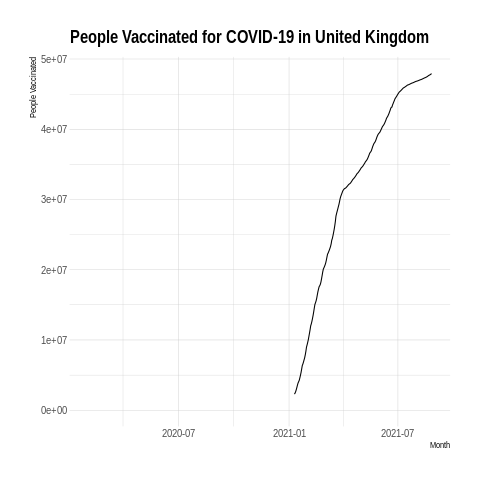 People Vaccinated for COVID-19 in United Kingdom
People Vaccinated
5e+07
4e+07
3e+07
2e+07
1e+07
0e+00
2020-07
2021-01
2021-07
Month